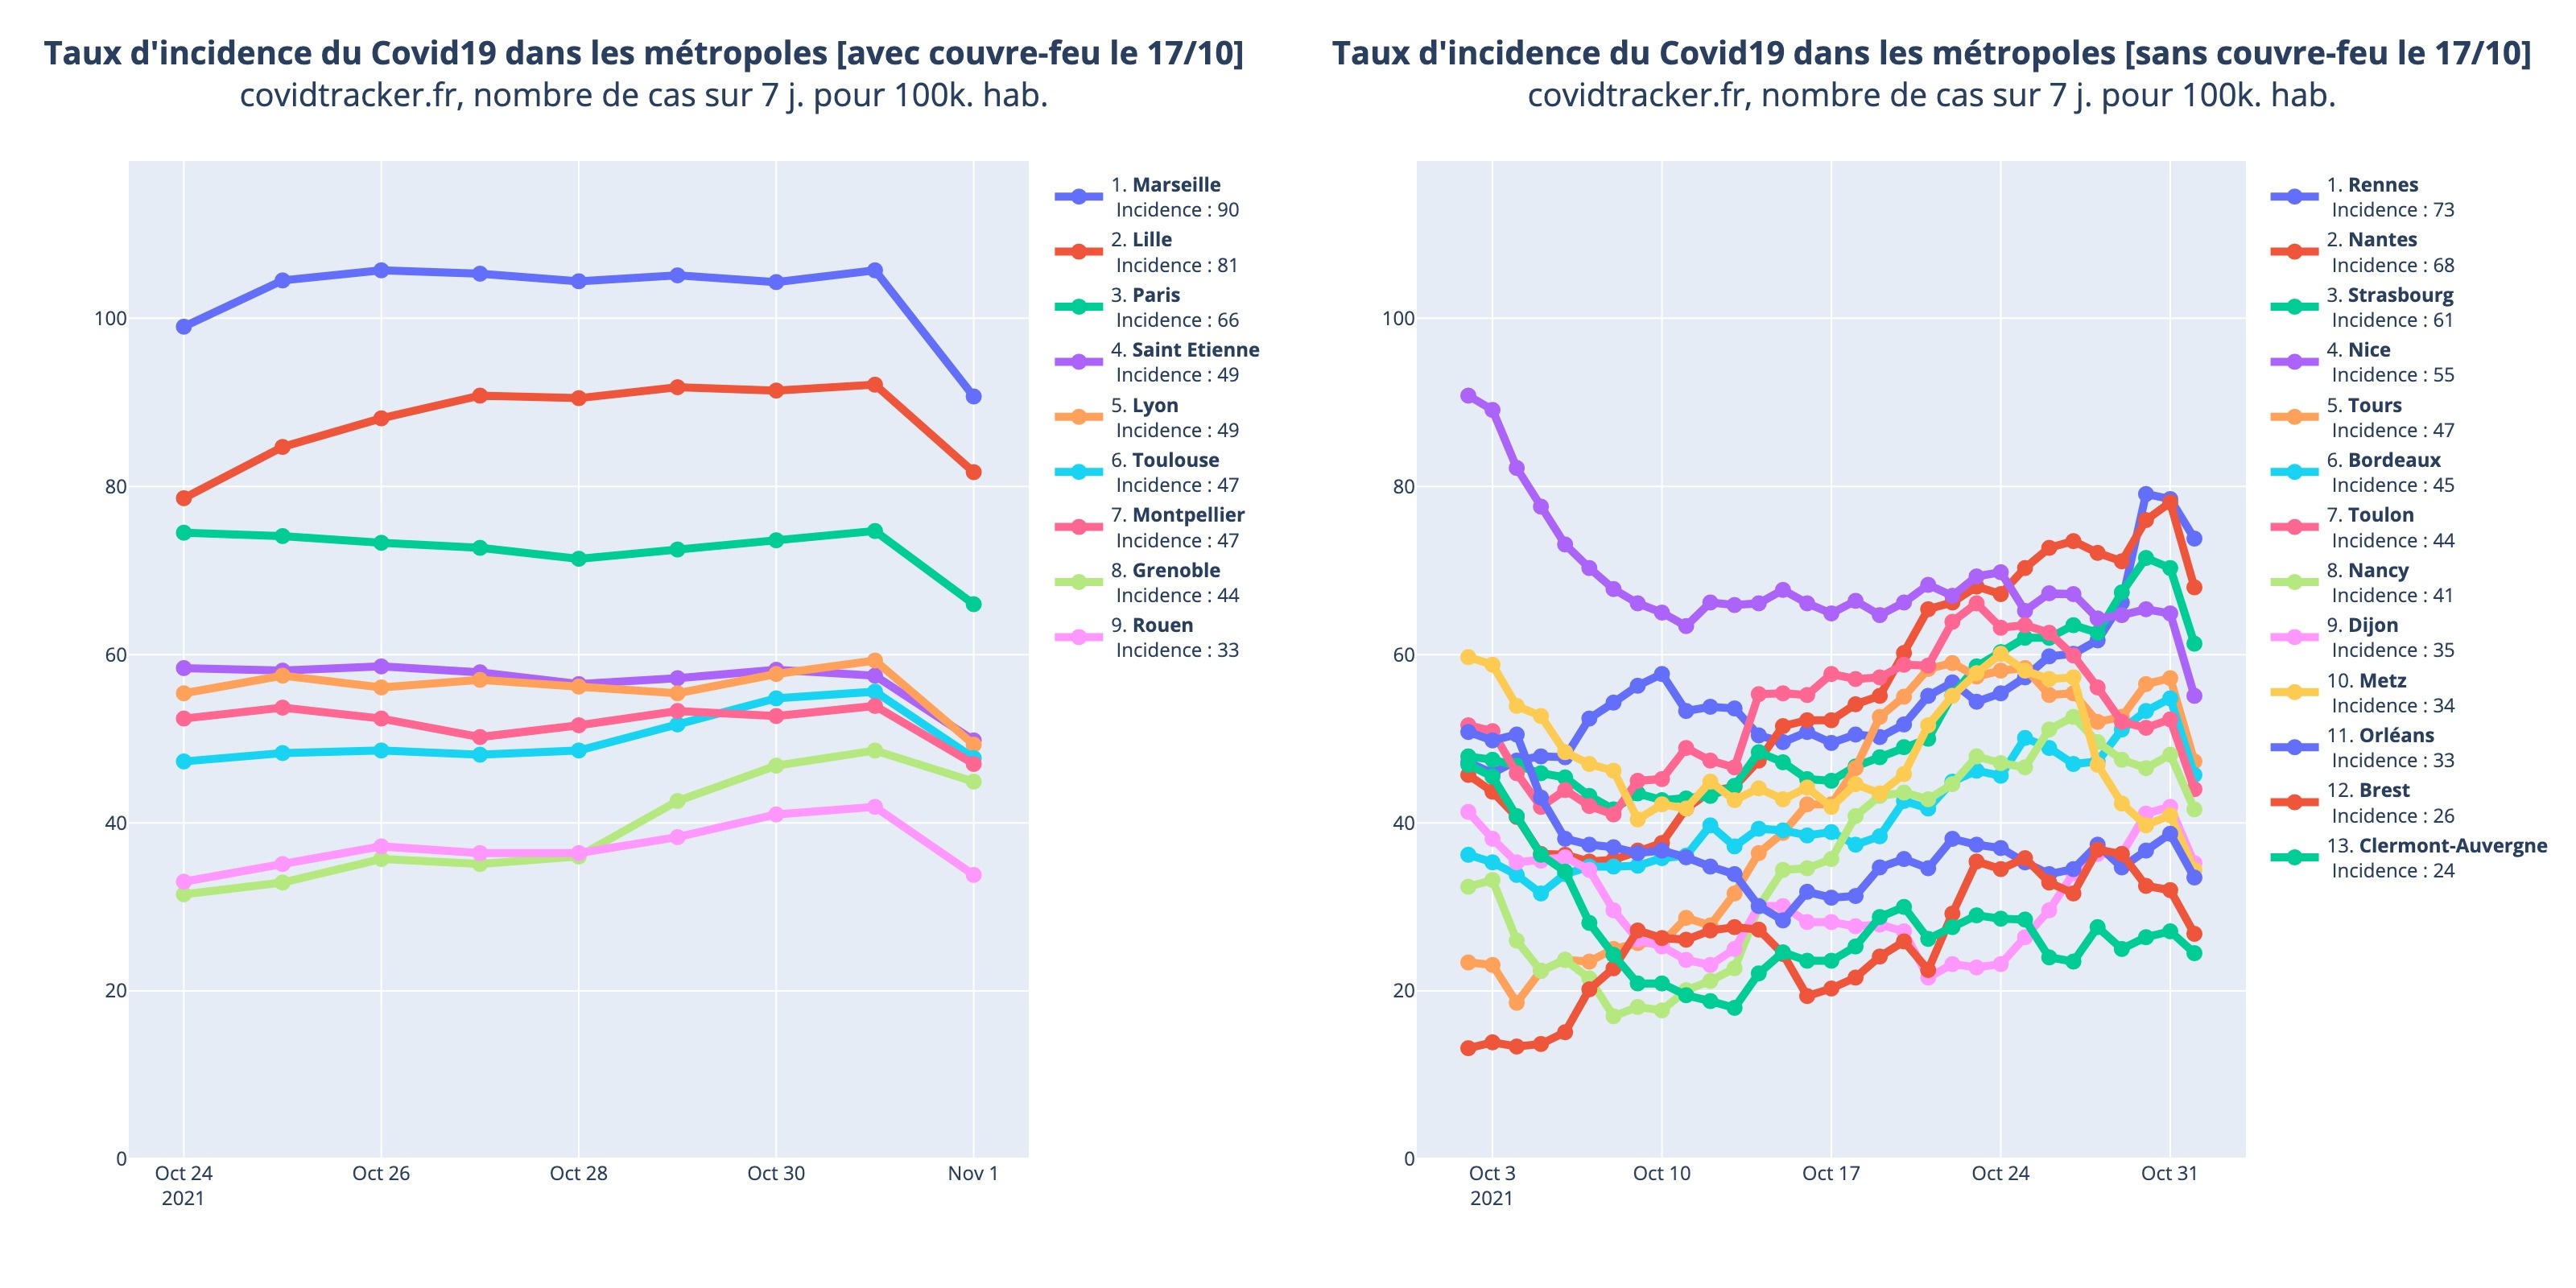 Taux d'incidence du Covid19 dans les métropoles [avec couvre-feu le 17/10]
covidtracker.fr, nombre de cas sur 7 j. pour 100k. hab.
100
80
60
40
20
0
Oct 24
2021
Oct 26
Oct 28
Oct 30
Nov 1
1. Marseille
Incidence : 90
2. Lille
Incidence : 81
3. Paris
Incidence : 66
4. Saint Etienne
Incidence : 49
5. Lyon
Incidence : 49
6. Toulouse
Incidence : 47
7. Montpellier
Incidence : 47
8. Grenoble
Incidence : 44
9. Rouen
Incidence : 33
Taux d'incidence du Covid19 dans les métropoles [sans couvre-feu le 17/10]
covidtracker.fr, nombre de cas sur 7 j. pour 100k. hab.
100
80
60
40
20
0
Oct 3
2021
Oct 10
Oct 17
Oct 24
Oct 31
1. Rennes
Incidence : 73
2. Nantes
Incidence : 68
3. Strasbourg
Incidence : 61
4. Nice
Incidence : 55
5. Tours
Incidence : 47
6. Bordeaux
Incidence : 45
7. Toulon
Incidence : 44
8. Nancy
Incidence : 41
9. Dijon
Incidence : 35
10. Metz
Incidence : 34
11. Orléans
Incidence : 33
12. Brest
Incidence : 26
13. Clermont-Auvergne
Incidence : 24